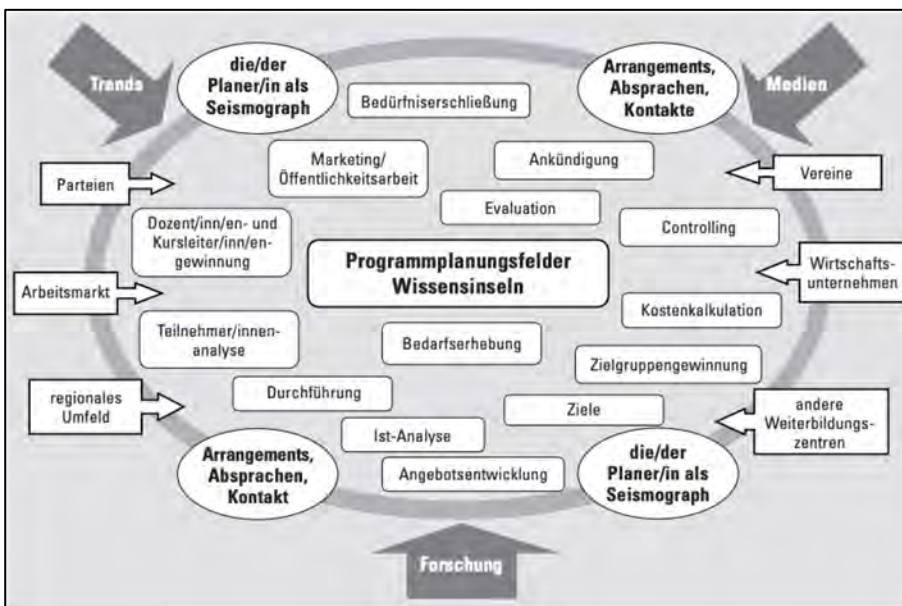 Trends
die/der
Planer/in als
Seismograph
Arrangements,
Absprachen,
Kontakte
Medien
Bedürfniserschließung
Marketing/
Öffentlichkeitsarbeit
Ankündigung
Parteien
Vereine
Evaluation
Dozent/inn/en- und
Kursleiter/inn/en-
gewinnung
Controlling
Programmplanungsfelder
Wissensinseln
Arbeitsmarkt
Wirtschafts-
unternehmen
Kostenkalkulation
Teilnehmer/innen-
analyse
Bedarfserhebung
Zielgruppengewinnung
regionales
Umfeld
Durchführung
Ziele
andere
Weiterbildungs-
zentren
Ist-Analyse
Arrangements,
Absprachen,
Kontakt
Angebotsentwicklung
die/der
Planer/in als
Seismograph
Forschung